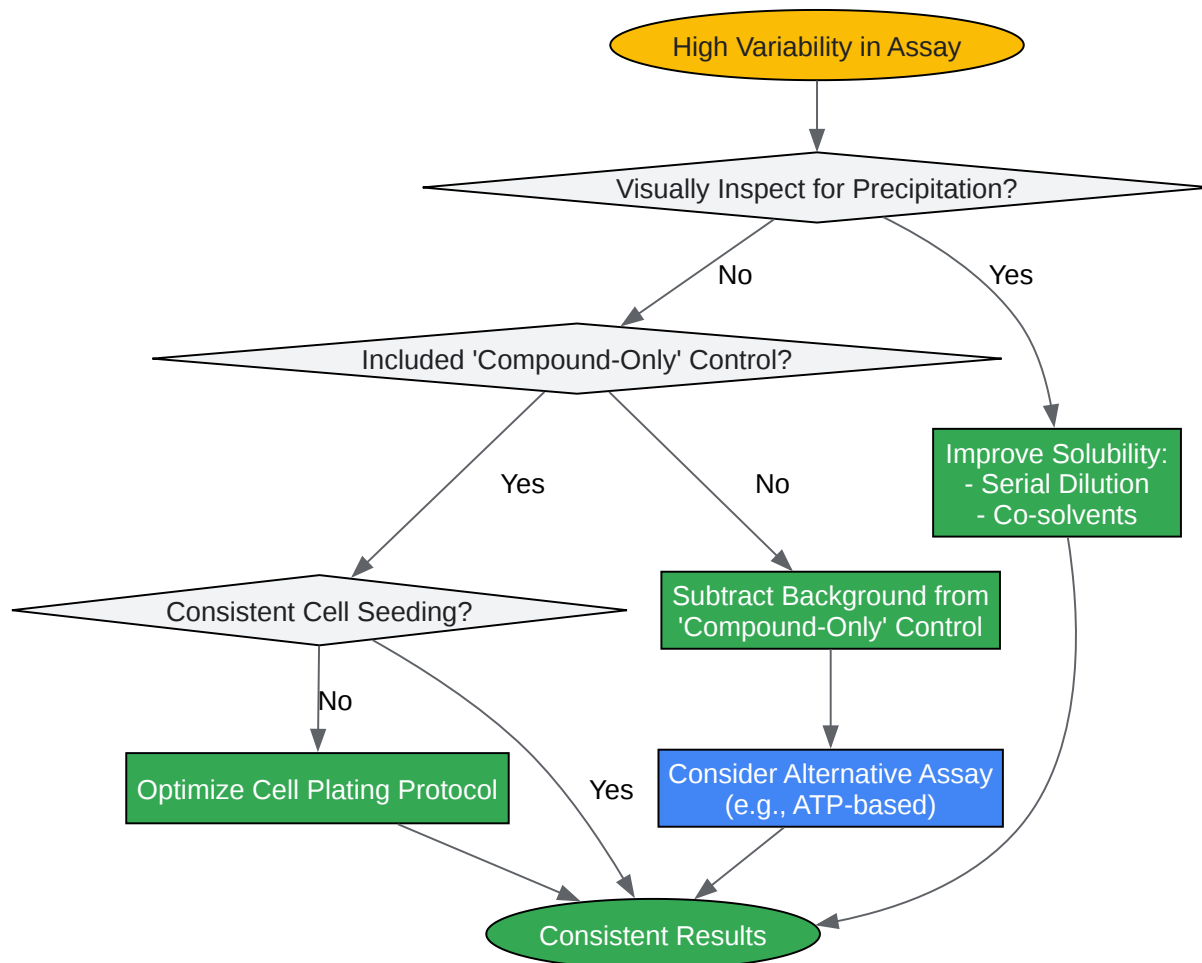 High Variability in Assay
Visually Inspect for Precipitation?
No
Yes
Included 'Compound-Only' Control?
Yes
No
Improve Solubility:
- Serial Dilution
- Co-solvents
Consistent Cell Seeding?
Subtract Background from
'Compound-Only' Control
No
Yes
Optimize Cell Plating Protocol
Consider Alternative Assay
(e.g., ATP-based)
Consistent Results